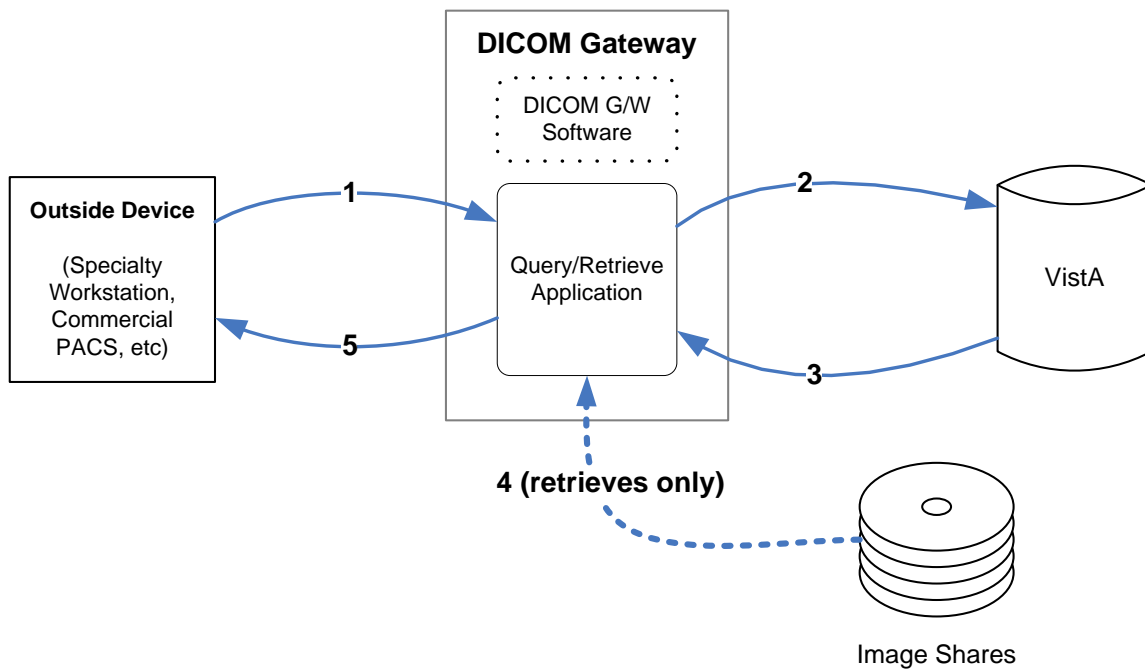 DICOM Gateway
DICOM G/W
Software
1
2
Outside Device
(Specialty
Workstation,
Commercial
PACS, etc)
Query/Retrieve
Application
VistA
5
3
4 (retrieves only)
Image Shares